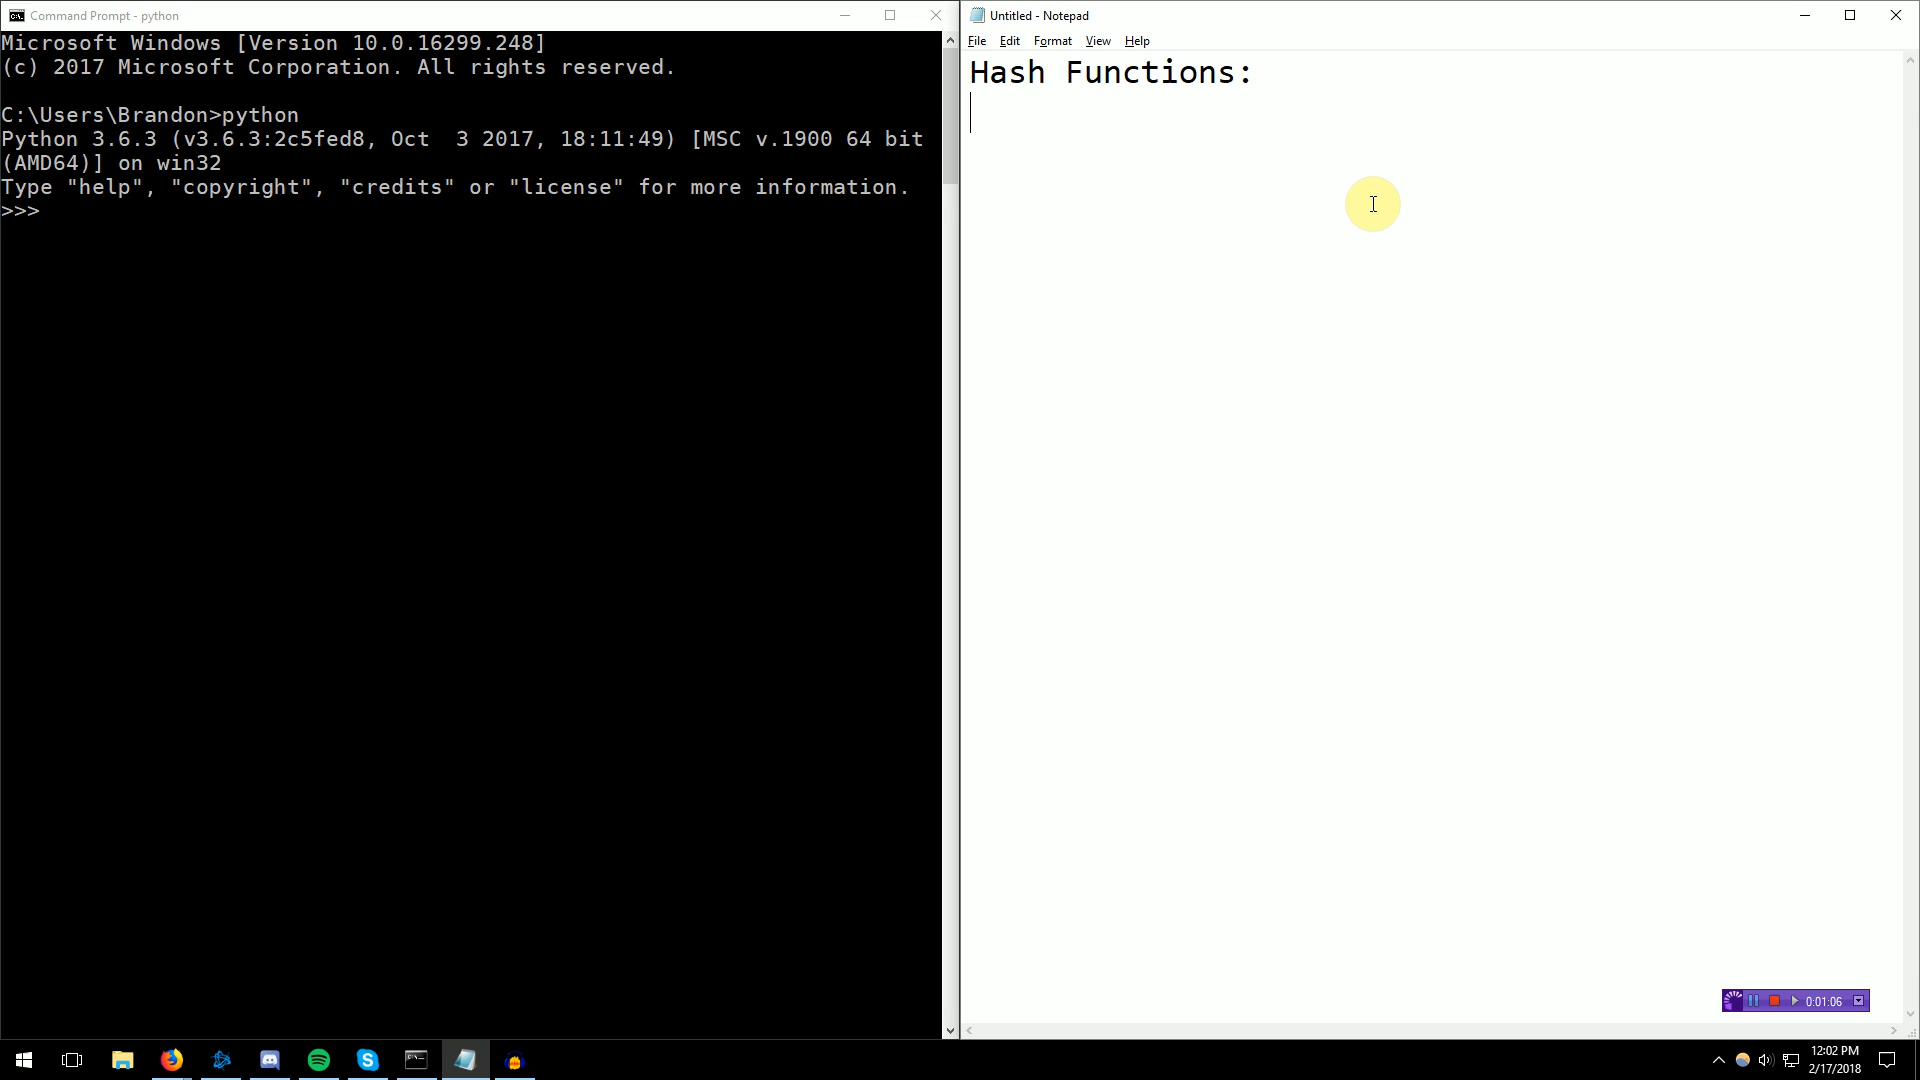 Command Prompt - python
Microsoft Windows [Version 10.0.16299.248]
(c) 2017 Microsoft Corporation. All rights reserved.
C:\Users\Brandon>python
Python 3.6.3 (v3.6.3:2c5fed8, Oct  3 2017, 18:11:49) [MSC v.1900 64 bit
(AMD64)] on win32
Type "help", "copyright", "credits" or "license" for more information.
>>>
Untitled - Notepad
File Edit Format View Help
Hash Functions:
0:01:06
12:02 PM
2/17/2018